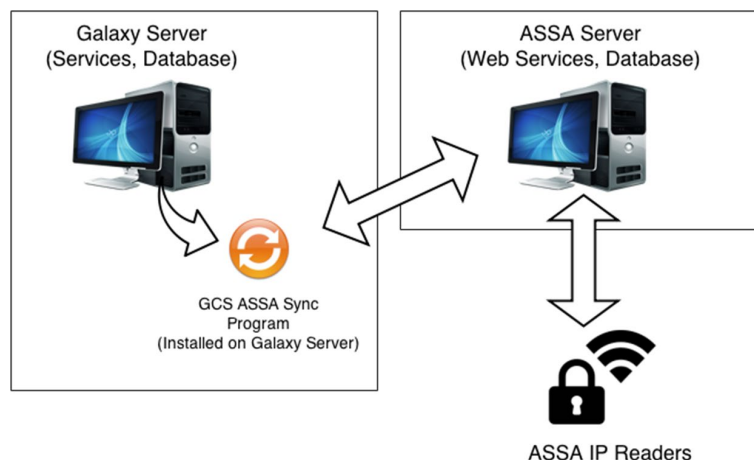 Galaxy Server
(Services, Database)
ASSA Server
(Web Services, Database)
GCS ASSA Sync
Program
(Installed on Galaxy Server)
ASSA IP Readers